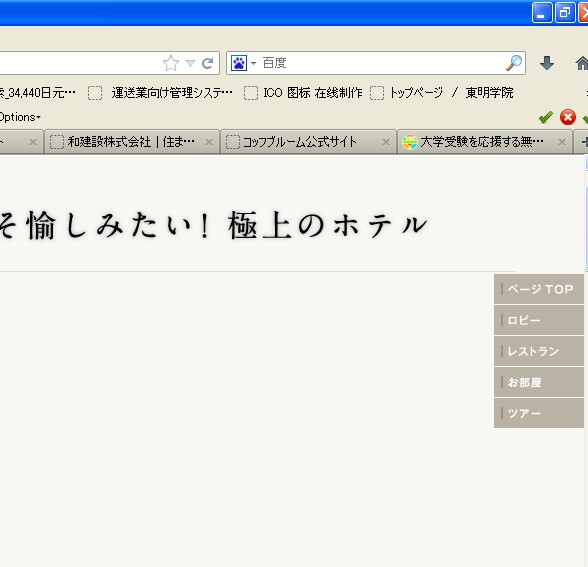 百度
索_34,440日元… 運送業向け管理システ… ICO 图标 在线制作 トップページ / 東明学院
Options
和建設株式会社｜住ま… コッフブルーム公式サイト 大学受験を応援する無…
そ愉しみたい! 極上のホテル
ページTOP
ロビー
レストラン
お部屋
ツアー